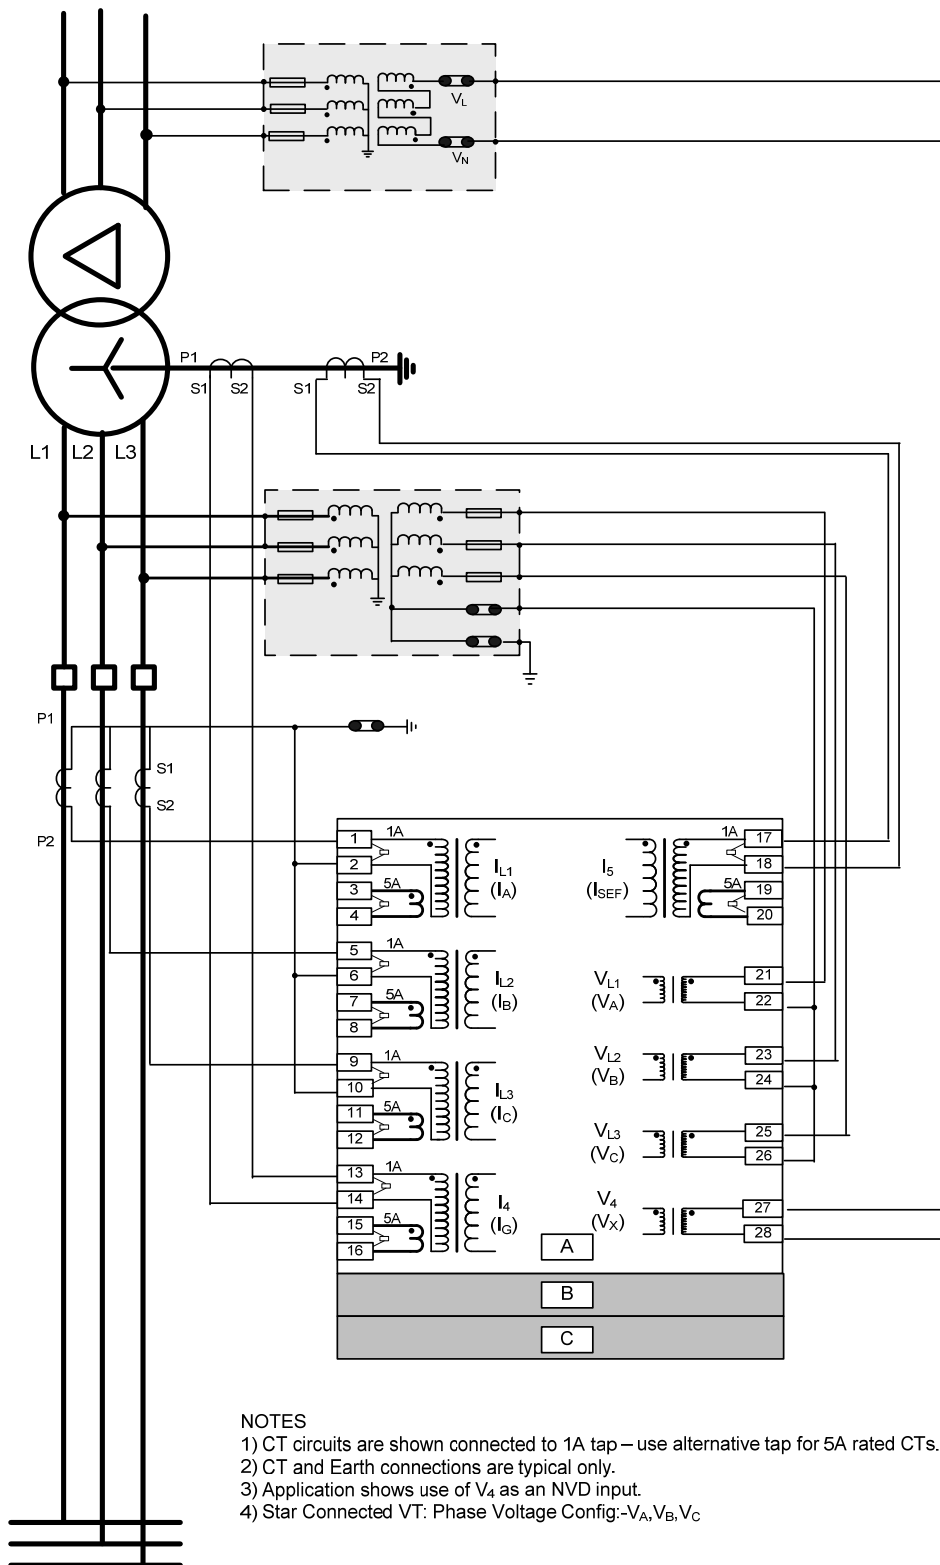 VL
VN
P1
P2
S1 S2
S1 S2
L1 L2 L3
P1
S1
S2
P2
1 1A
2
3 5A
4
IL1
(IA)
5 1A
6
7 5A
8
IL2
(IB)
9 1A
10
11 5A
12
IL3
(IC)
13 1A
14
15 5A
16
I4
(IG)
I5
(ISEF)
1A 17
18
5A 19
20
VL1
(VA)
21
22
VL2
(VB)
23
24
VL3
(VC)
25
26
V4
(VX)
27
28
A
B
C
NOTES
1) CT circuits are shown connected to 1A tap – use alternative tap for 5A rated CTs.
2) CT and Earth connections are typical only.
3) Application shows use of V4 as an NVD input.
4) Star Connected VT: Phase Voltage Config:-VA,VB,VC